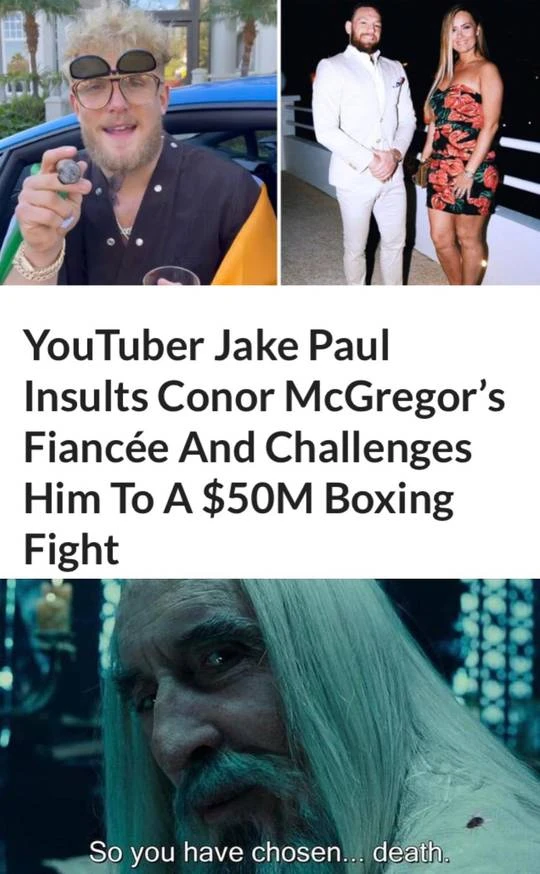 YouTuber Jake Paul
Insults Conor McGregor’s
Fiancée And Challenges
Him To A $50M Boxing
Fight
So you have chosen... death.